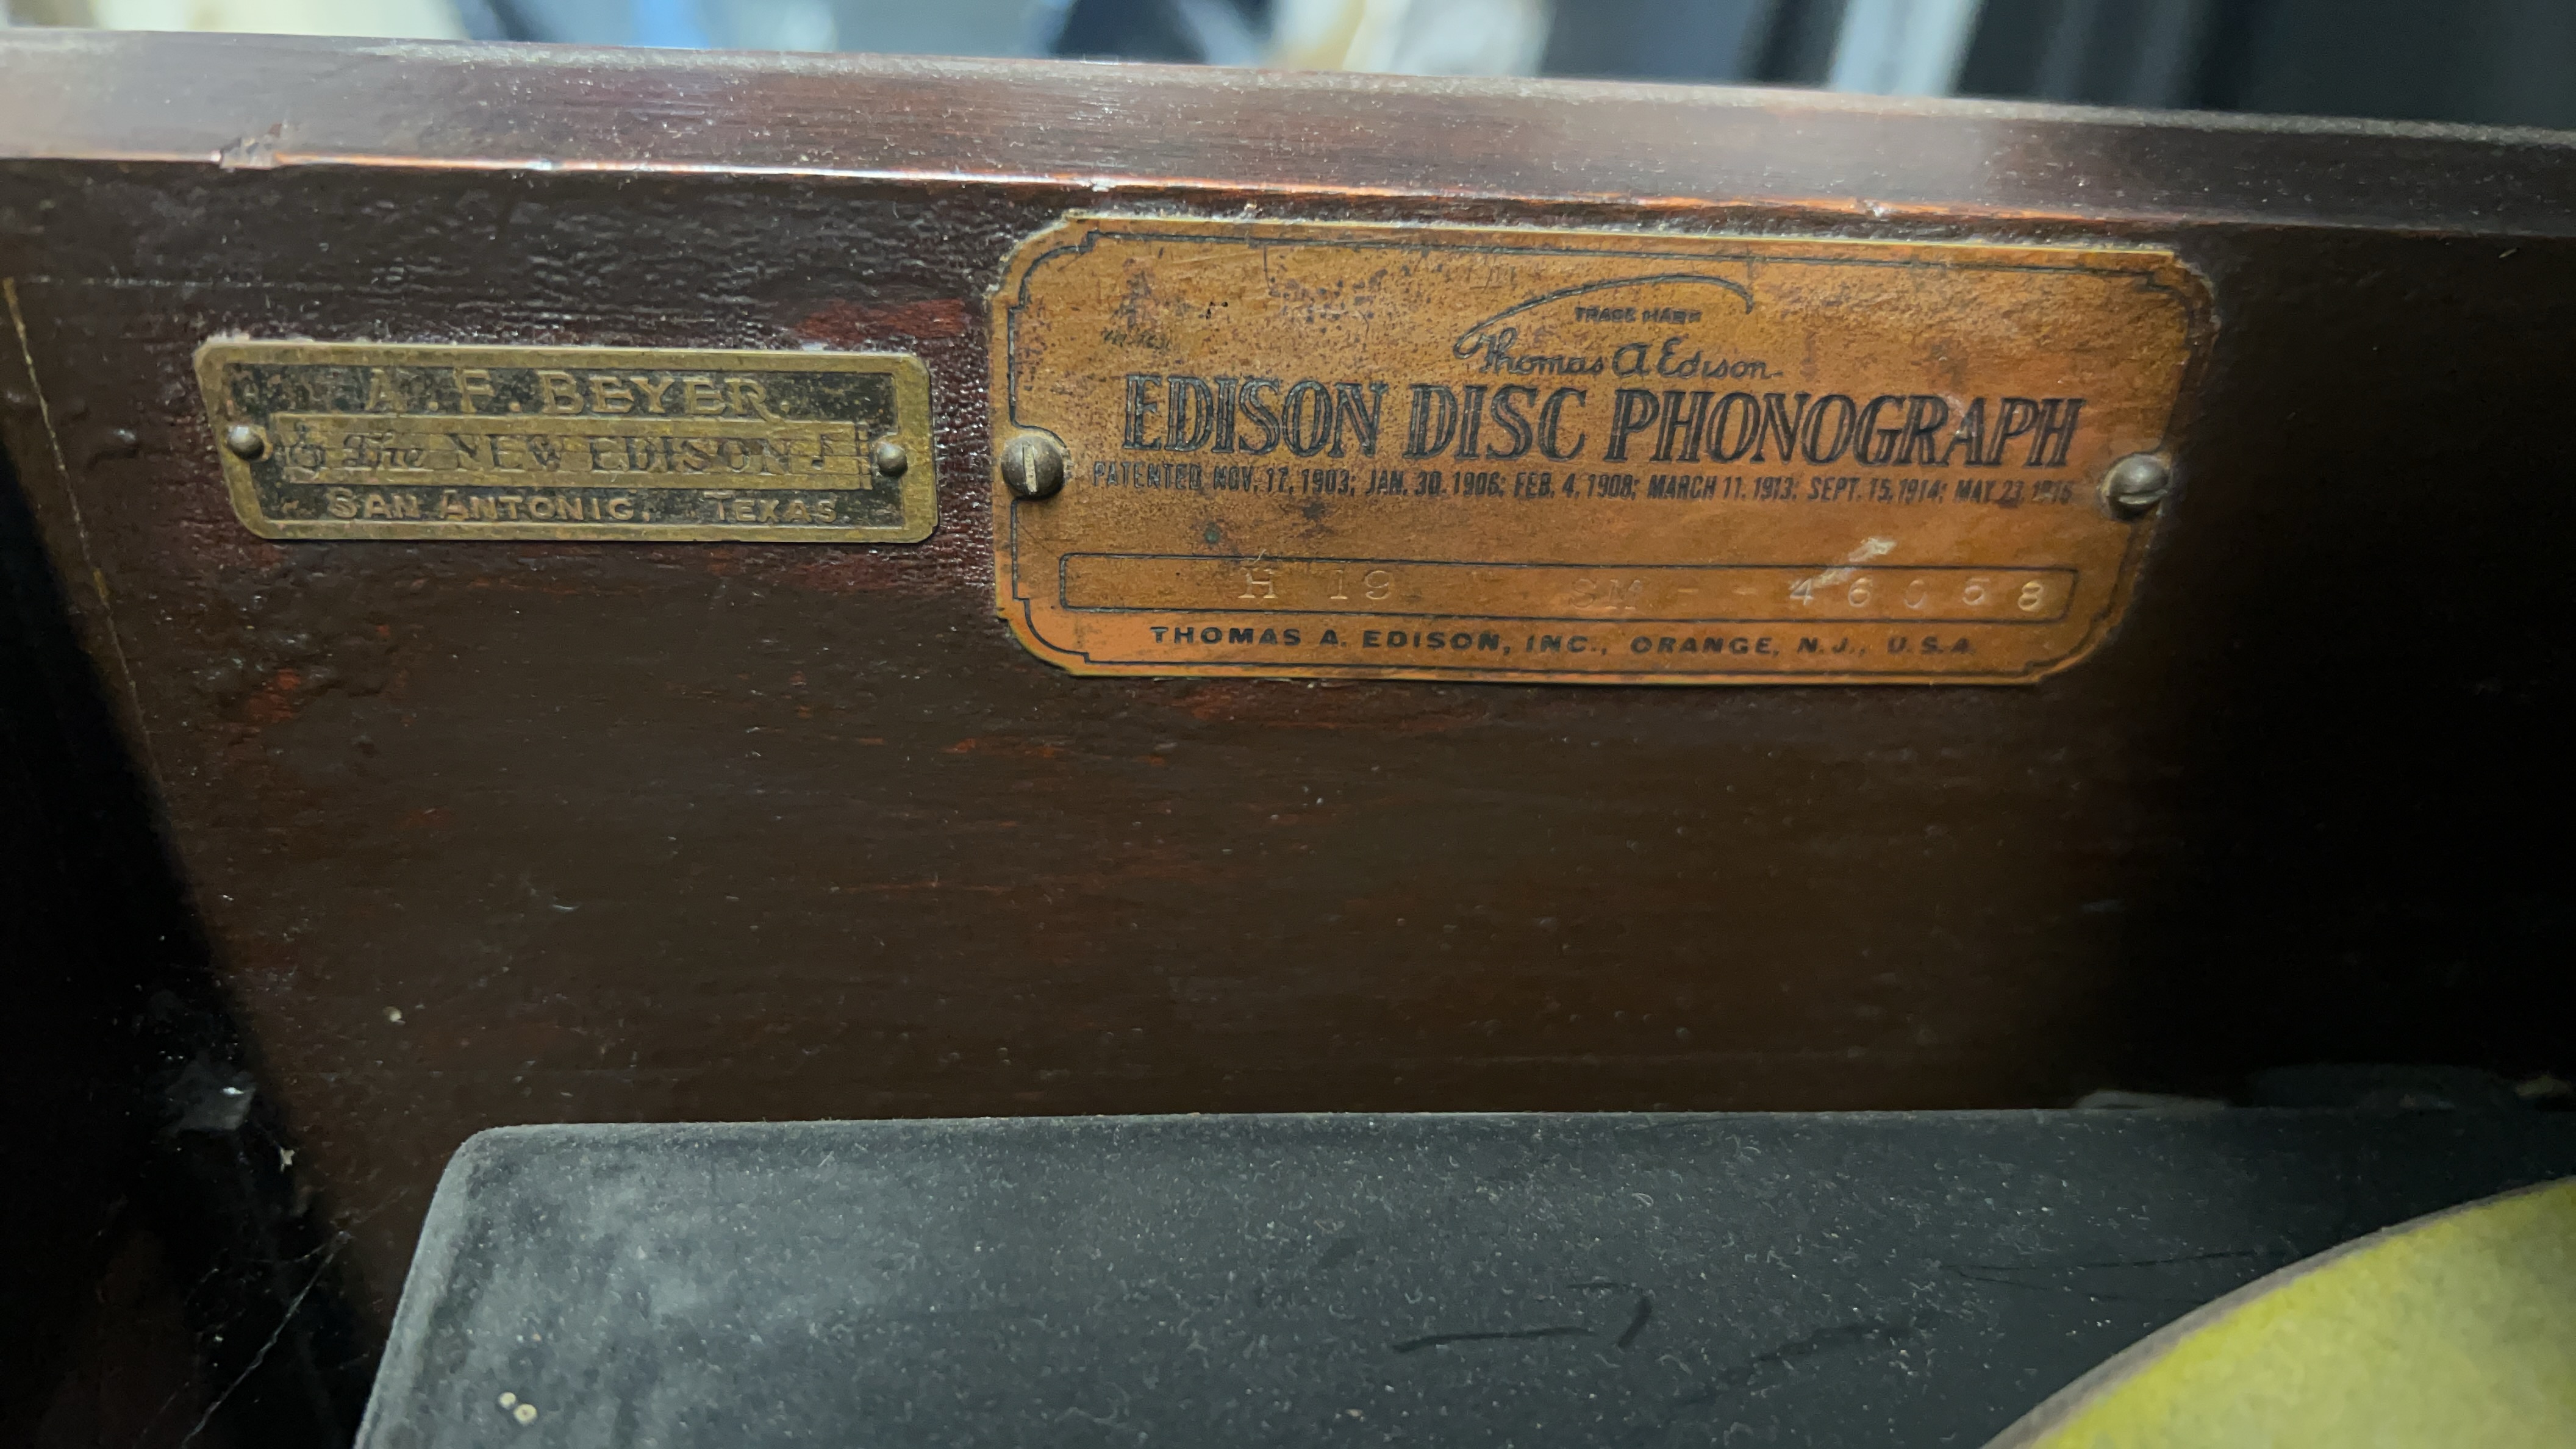 A. F. BEYER.
The NEW EDISON
SAN ANTONIO, TEXAS.
TRADE MARK
Thomas A Edison
EDISON DISC PHONOGRAPH
PATENTED NOV. 17, 1903; JAN. 30, 1906; FEB. 4, 1908; MARCH 11, 1913; SEPT. 15, 1914; MAY 23, 1916
H 19 SM - - 46058
THOMAS A. EDISON, INC., ORANGE, N.J., U.S.A.